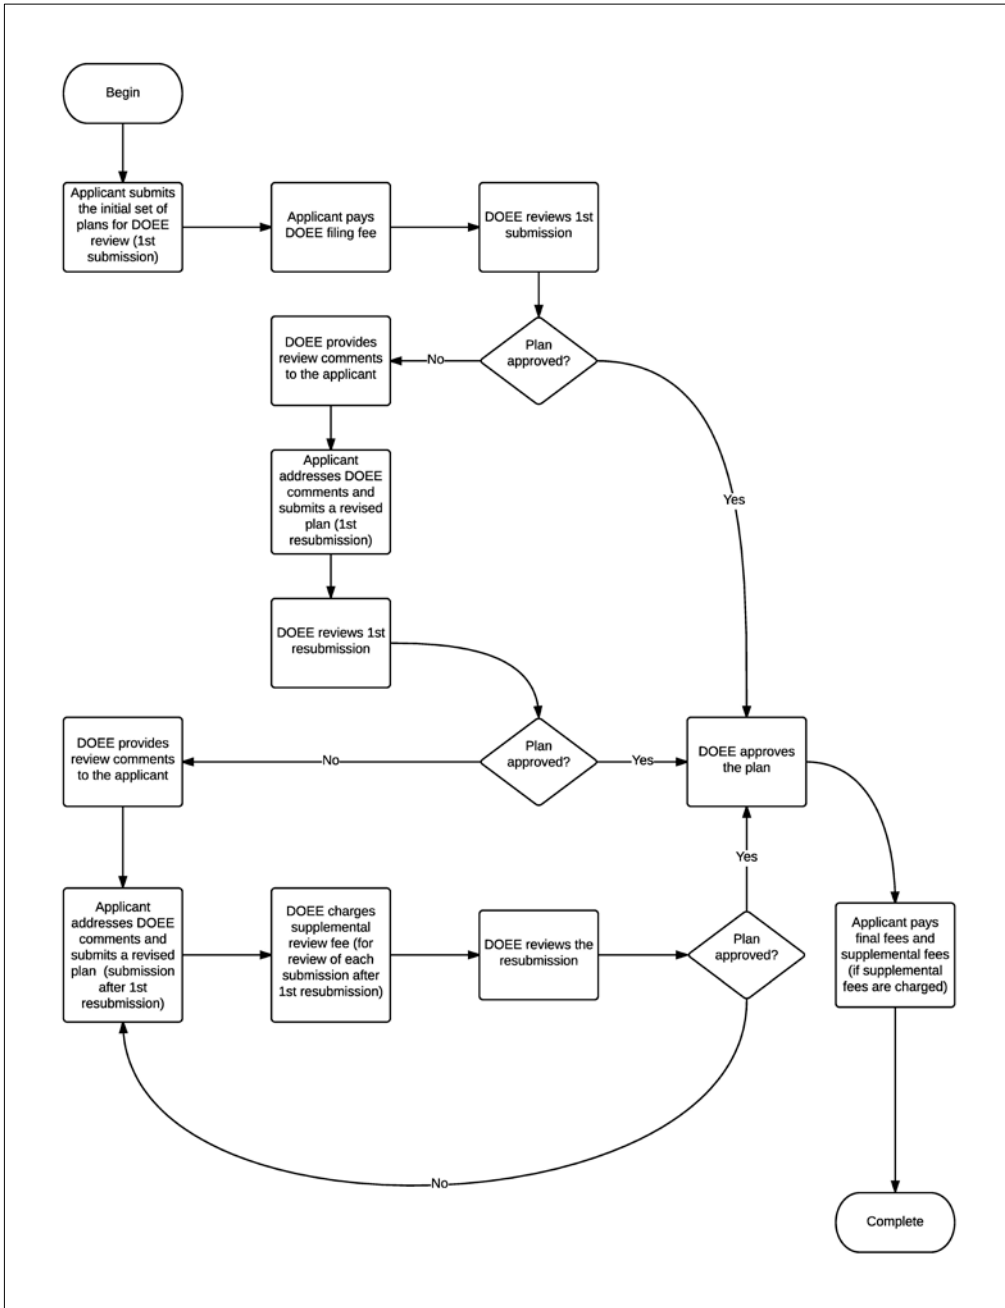 Begin
Applicant submits
the initial set of
plans for DOEE
review (1st
submission)
Applicant pays
DOEE filing fee
DOEE reviews 1st
submission
Plan
approved?
No
DOEE provides
review comments
to the applicant
Yes
Applicant
addresses DOEE
comments and
submits a revised
plan (1st
resubmission)
DOEE reviews 1st
resubmission
Plan
approved?
No
Yes
DOEE provides
review comments
to the applicant
DOEE approves
the plan
Applicant
addresses DOEE
comments and
submits a revised
plan (submission
after 1st
resubmission)
DOEE charges
supplemental
review fee (for
review of each
submission after
1st resubmission)
DOEE reviews the
resubmission
Plan
approved?
Yes
No
Applicant pays
final fees and
supplemental fees
(if supplemental
fees are charged)
Complete